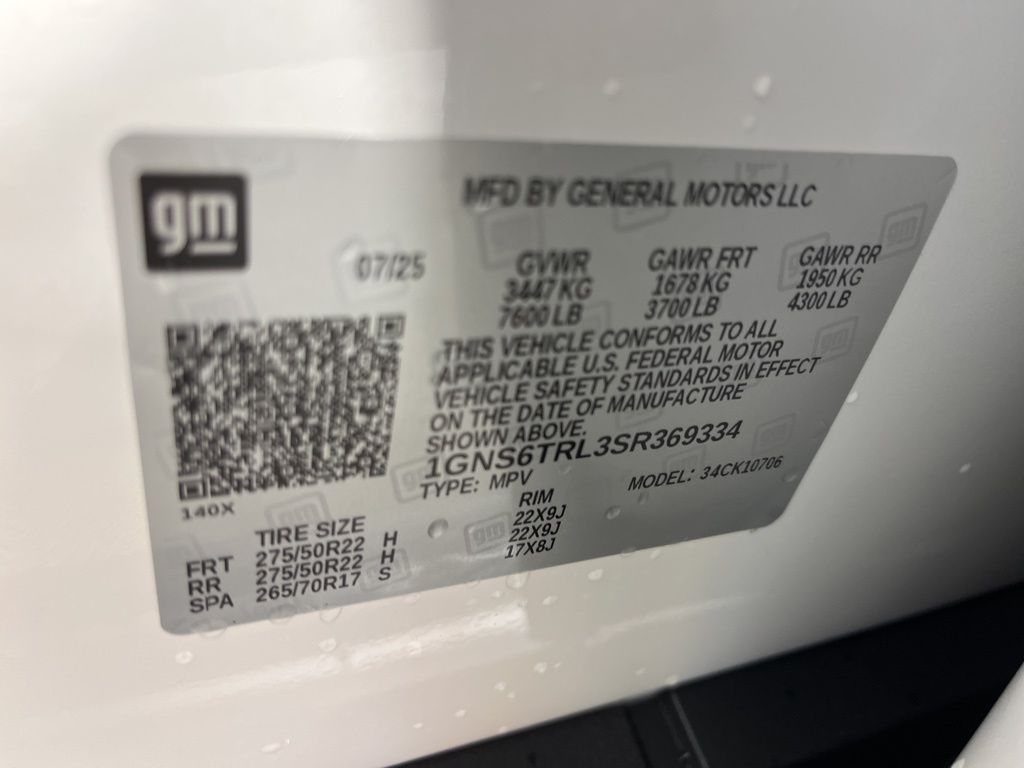 gm
MFD BY GENERAL MOTORS LLC
07/25
GVWR GAWR FRT GAWR RR
3447 KG 1678 KG 1950 KG
7600 LB 3700 LB 4300 LB
THIS VEHICLE CONFORMS TO ALL
APPLICABLE U.S. FEDERAL MOTOR
VEHICLE SAFETY STANDARDS IN EFFECT
ON THE DATE OF MANUFACTURE
SHOWN ABOVE.
1GNS6TRL3SR369334
TYPE: MPV MODEL: 34CK10706
140X
TIRE SIZE RIM
FRT 275/50R22 H 22X9J
RR 275/50R22 H 22X9J
SPA 265/70R17 S 17X8J